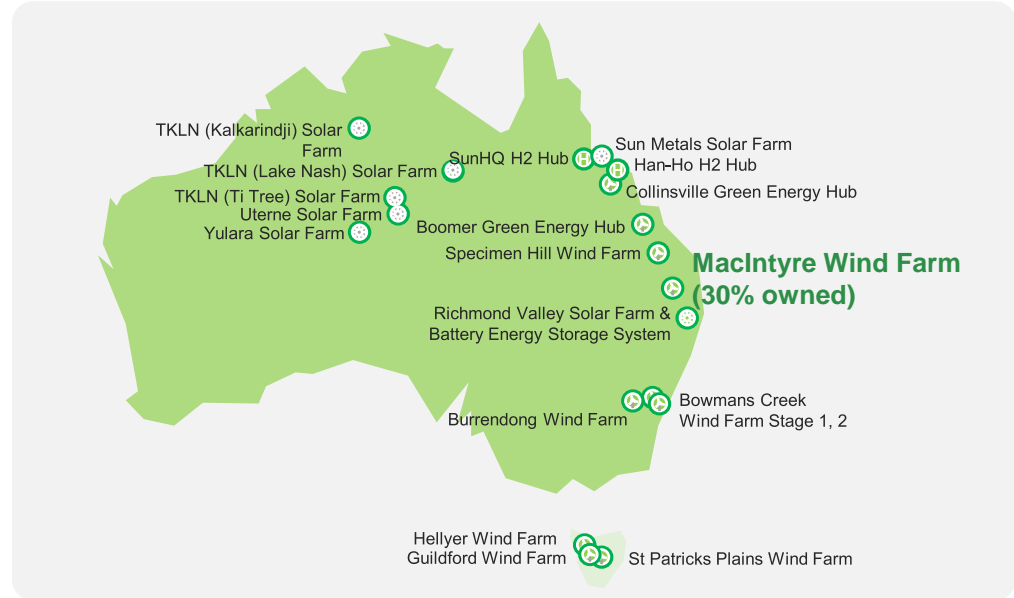 TKLN (Kalkarindji) Solar
Farm
TKLN (Lake Nash) Solar Farm
TKLN (Ti Tree) Solar Farm
Uterne Solar Farm
Yulara Solar Farm
SunHQ H2 Hub
Sun Metals Solar Farm
Han-Ho H2 Hub
Collinsville Green Energy Hub
Boomer Green Energy Hub
Specimen Hill Wind Farm
MacIntyre Wind Farm
(30% owned)
Richmond Valley Solar Farm &
Battery Energy Storage System
Burrendong Wind Farm
Bowmans Creek
Wind Farm Stage 1, 2
Hellyer Wind Farm
Guildford Wind Farm
St Patricks Plains Wind Farm